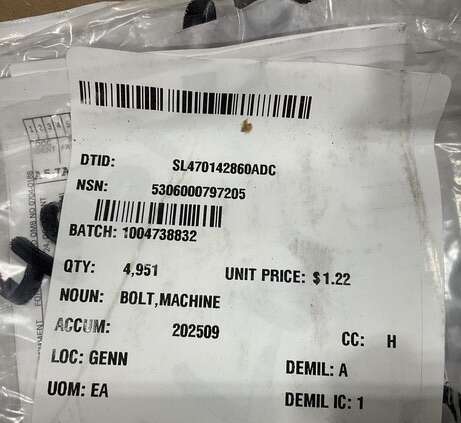 DTID: SL470142860ADC
NSN: 5306000797205
BATCH: 1004738832
QTY: 4,951 UNIT PRICE: $1.22
NOUN: BOLT,MACHINE
ACCUM: 202509 CC: H
LOC: GENN DEMIL: A
UOM: EA DEMIL IC: 1